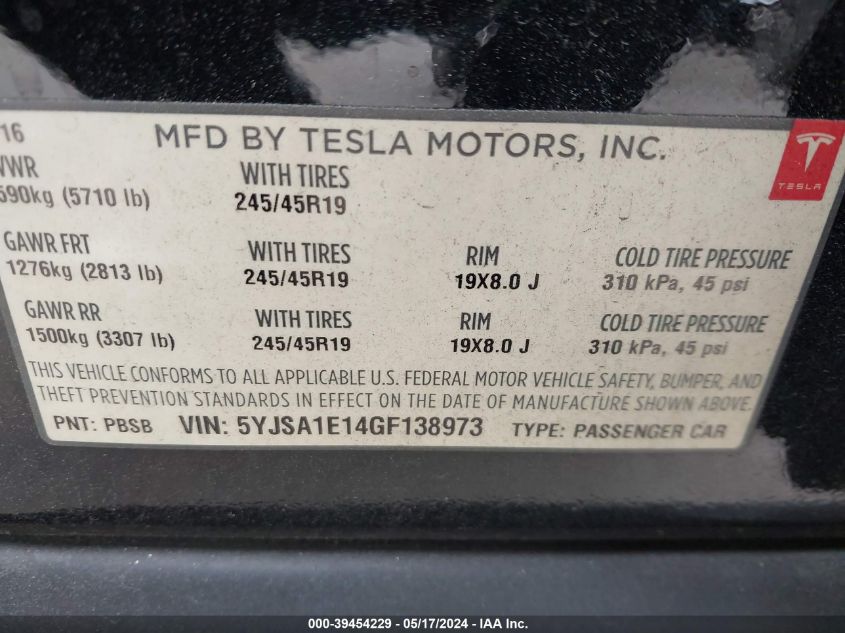 16
MFD BY TESLA MOTORS, INC.
VWR WITH TIRES
590kg (5710 lb) 245/45R19
TESLA
GAWR FRT WITH TIRES RIM COLD TIRE PRESSURE
1276kg (2813 lb) 245/45R19 19X8.0 J 310 kPa, 45 psi
GAWR RR WITH TIRES RIM COLD TIRE PRESSURE
1500kg (3307 lb) 245/45R19 19X8.0 J 310 kPa, 45 psi
THIS VEHICLE CONFORMS TO ALL APPLICABLE U.S. FEDERAL MOTOR VEHICLE SAFETY, BUMPER, AND
THEFT PREVENTION STANDARDS IN EFFECT ON THE DATE OF MANUFACTURE SHOWN ABOVE.
PNT: PBSB VIN: 5YJSA1E14GF138973 TYPE: PASSENGER CAR
000-39454229 - 05/17/2024 - IAA Inc.